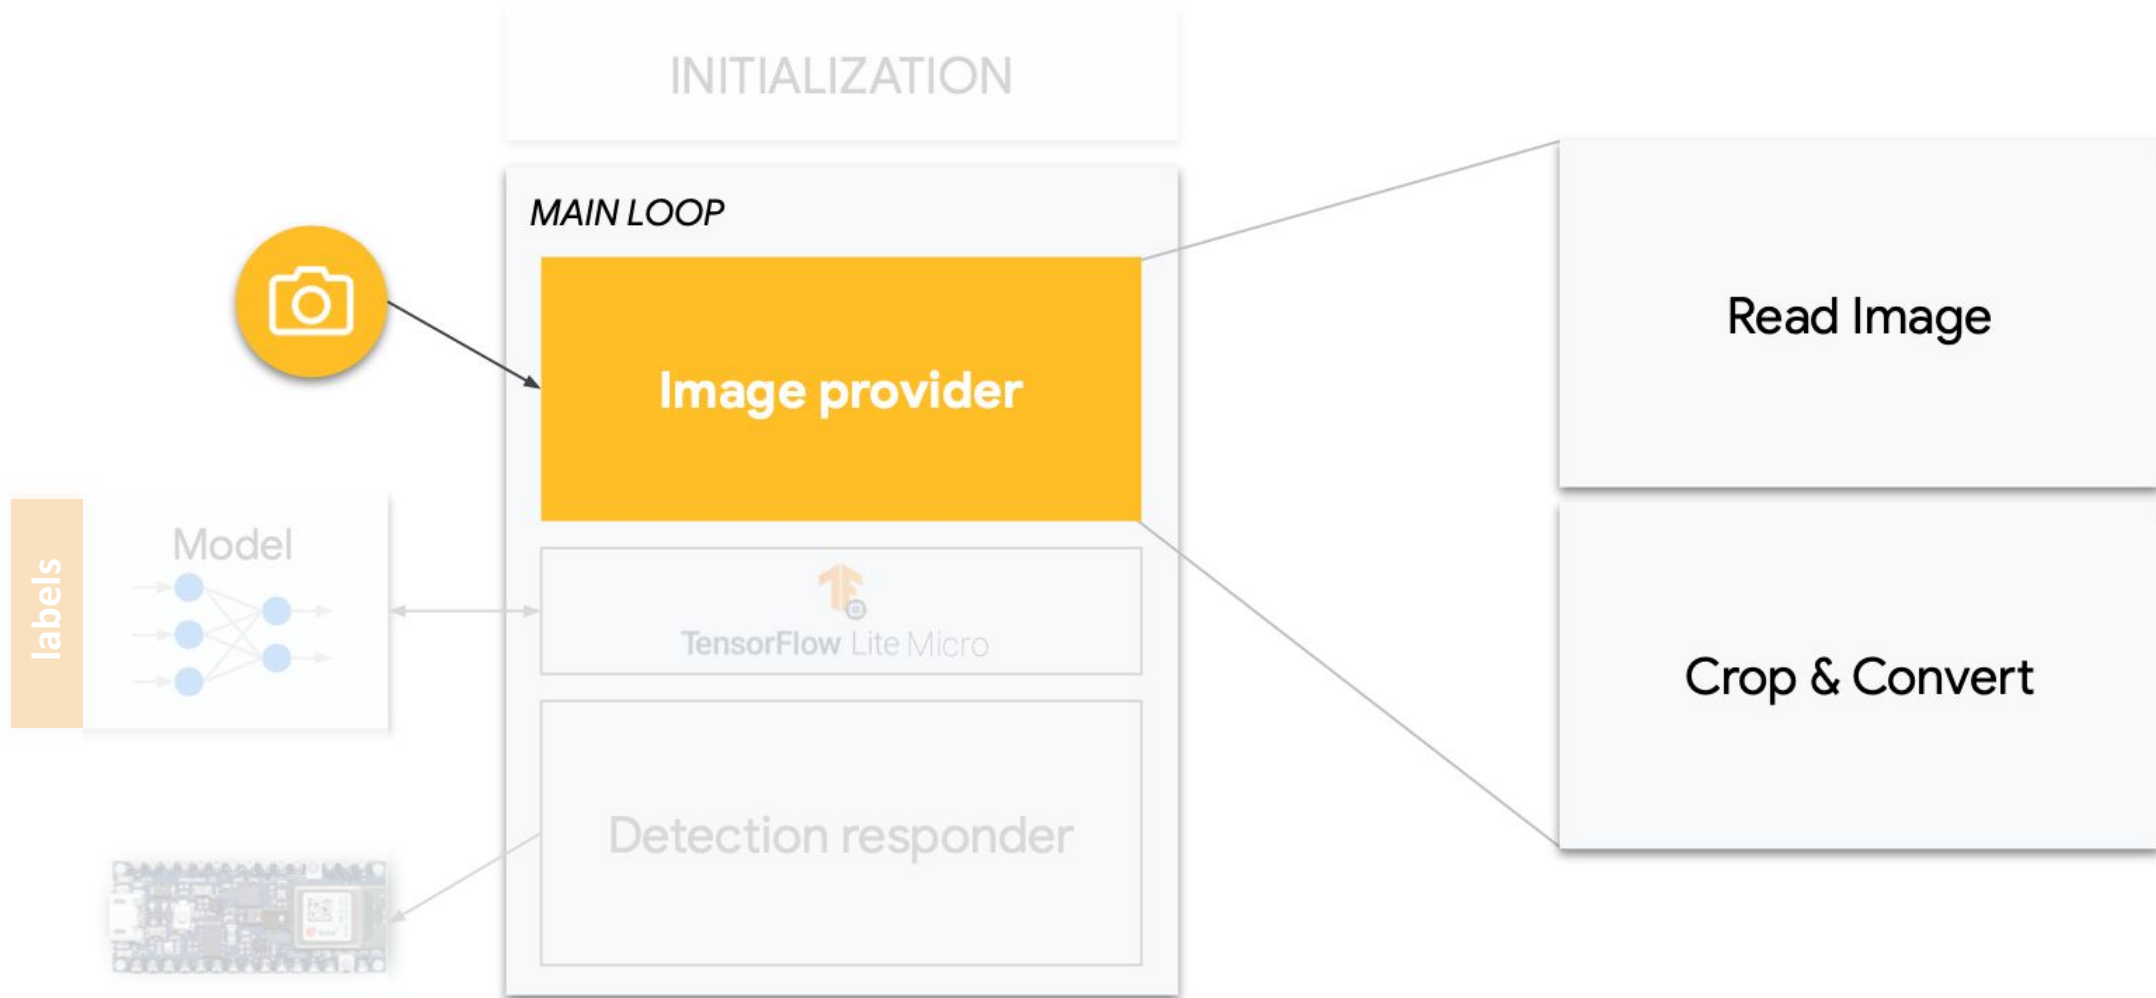 INITIALIZATION
MAIN LOOP
Image provider
Read Image
Crop & Convert
labels
Model
TensorFlow Lite Micro
Detection responder